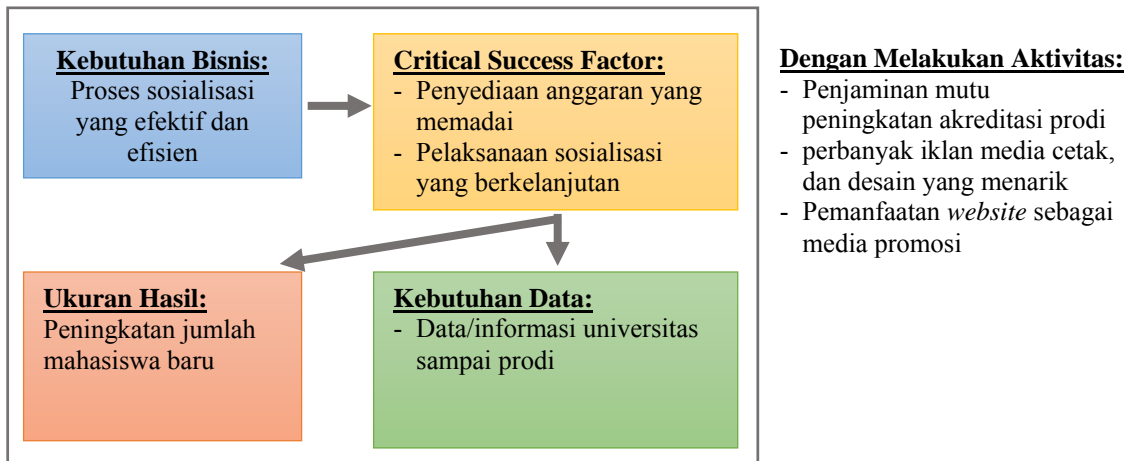 Kebutuhan Bisnis:
Proses sosialisasi
yang efektif dan
efisien
Critical Success Factor:
- Penyediaan anggaran yang
memadai
- Pelaksanaan sosialisasi
yang berkelanjutan
Ukuran Hasil:
Peningkatan jumlah
mahasiswa baru
Kebutuhan Data:
- Data/informasi universitas
sampai prodi
Dengan Melakukan Aktivitas:
- Penjaminan mutu
peningkatan akreditasi prodi
- perbanyak iklan media cetak,
dan desain yang menarik
- Pemanfaatan website sebagai
media promosi